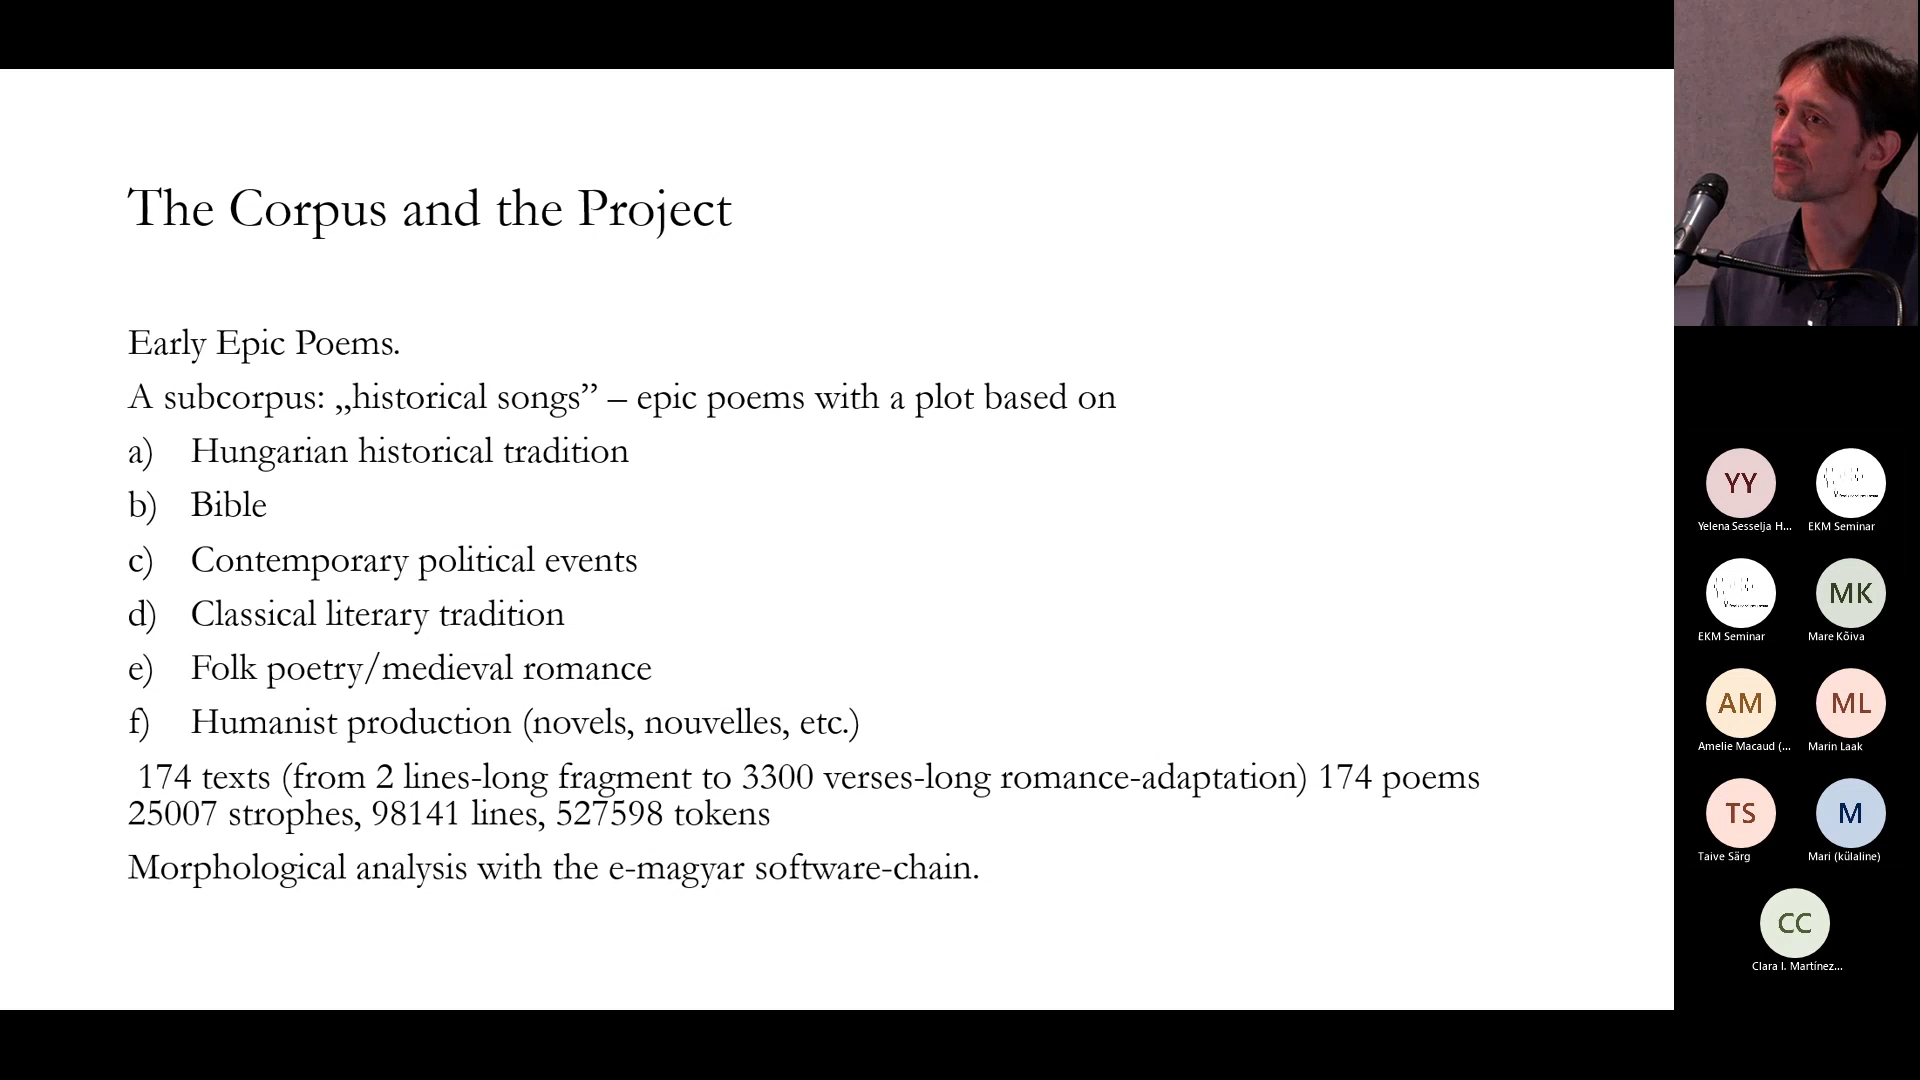 The Corpus and the Project
Early Epic Poems.
A subcorpus: „historical songs” – epic poems with a plot based on
a) Hungarian historical tradition
b) Bible
c) Contemporary political events
d) Classical literary tradition
e) Folk poetry/medieval romance
f) Humanist production (novels, nouvelles, etc.)
174 texts (from 2 lines-long fragment to 3300 verses-long romance-adaptation) 174 poems
25007 strophes, 98141 lines, 527598 tokens
Morphological analysis with the e-magyar software-chain.
YY
Yelena Sesselja H...
EKM Seminar
EKM Seminar
MK
Mare Kõiva
AM
Amelie Macaud (...
ML
Marin Laak
TS
Taive Särg
M
Mari (külaline)
CC
Clara I. Martínez...